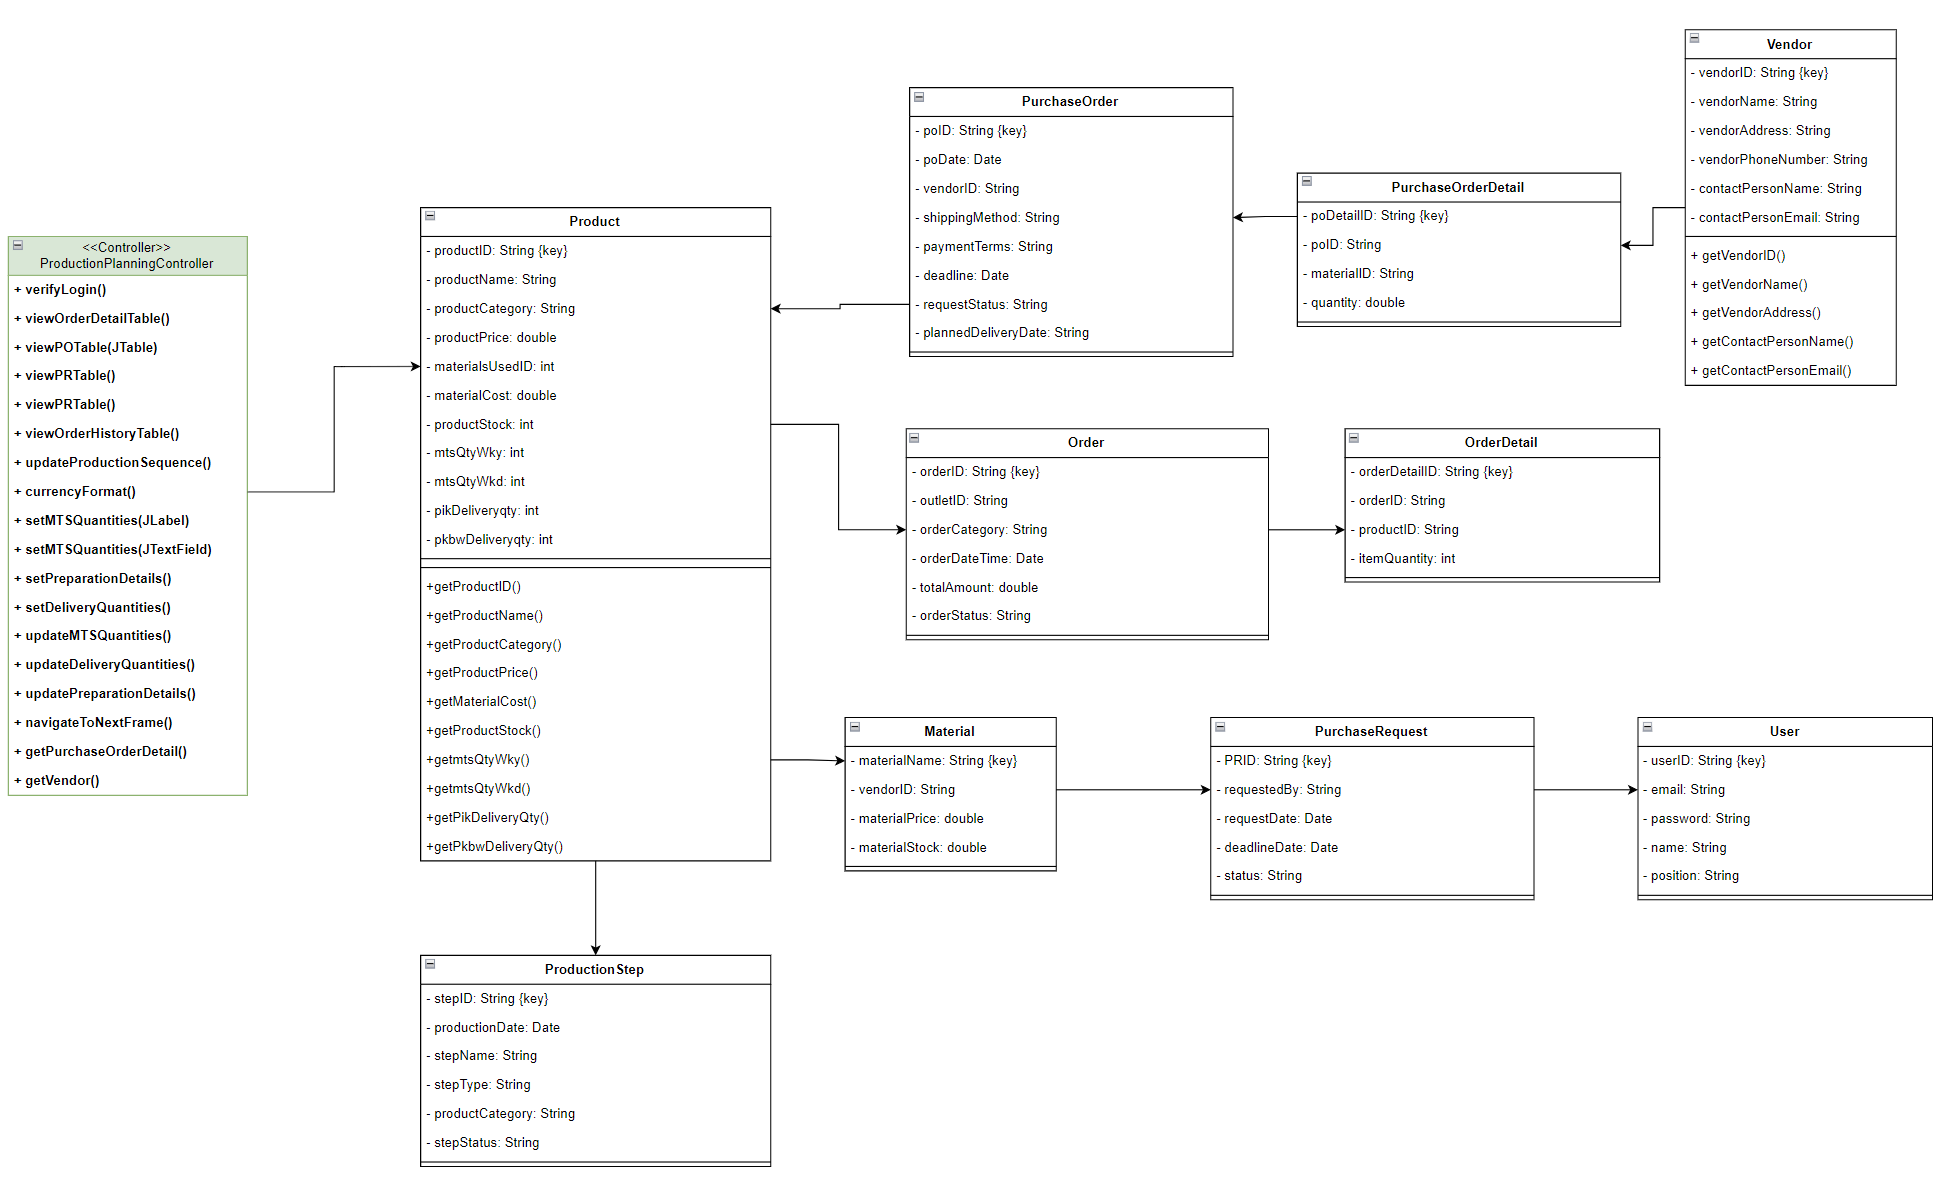 <<Controller>>
ProductionPlanningController
+ verifyLogin()
+ viewOrderDetailTable()
+ viewPOTable(JTable)
+ viewPRTable()
+ viewPRTable()
+ viewOrderHistoryTable()
+ updateProductionSequence()
+ currencyFormat()
+ setMTSQuantities(JLabel)
+ setMTSQuantities(JTextField)
+ setPreparationDetails()
+ setDeliveryQuantities()
+ updateMTSQuantities()
+ updateDeliveryQuantities()
+ updatePreparationDetails()
+ navigateToNextFrame()
+ getPurchaseOrderDetail()
+ getVendor()
Product
- productID: String {key}
- productName: String
- productCategory: String
- productPrice: double
- materialsUsedID: int
- materialCost: double
- productStock: int
- mtsQtyWky: int
- mtsQtyWkd: int
- pikDeliveryqty: int
- pkbwDeliveryqty: int
+getProductID()
+getProductName()
+getProductCategory()
+getProductPrice()
+getMaterialCost()
+getProductStock()
+getmtsQtyWky()
+getmtsQtyWkd()
+getPikDeliveryQty()
+getPkbwDeliveryQty()
ProductionStep
- stepID: String {key}
- productionDate: Date
- stepName: String
- stepType: String
- productCategory: String
- stepStatus: String
PurchaseOrder
- poID: String {key}
- poDate: Date
- vendorID: String
- shippingMethod: String
- paymentTerms: String
- deadline: Date
- requestStatus: String
- plannedDeliveryDate: String
PurchaseOrderDetail
- poDetailID: String {key}
- poID: String
- materialID: String
- quantity: double
Vendor
- vendorID: String {key}
- vendorName: String
- vendorAddress: String
- vendorPhoneNumber: String
- contactPersonName: String
- contactPersonEmail: String
+ getVendorID()
+ getVendorName()
+ getVendorAddress()
+ getContactPersonName()
+ getContactPersonEmail()
Order
- orderID: String {key}
- outletID: String
- orderCategory: String
- orderDateTime: Date
- totalAmount: double
- orderStatus: String
OrderDetail
- orderDetailID: String {key}
- orderID: String
- productID: String
- itemQuantity: int
Material
- materialName: String {key}
- vendorID: String
- materialPrice: double
- materialStock: double
PurchaseRequest
- PRID: String {key}
- requestedBy: String
- requestDate: Date
- deadlineDate: Date
- status: String
User
- userID: String {key}
- email: String
- password: String
- name: String
- position: String